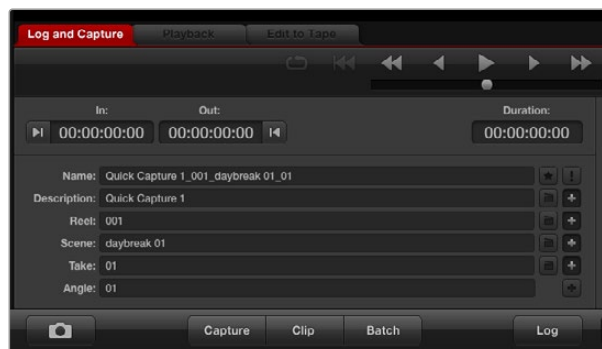 Log and Capture Playback Edit to Tape
In: Out: Duration:
00:00:00:00 00:00:00:00 00:00:00:00
Name: Quick Capture 1_001_daybreak 01_01
Description: Quick Capture 1
Reel: 001
Scene: daybreak 01
Take: 01
Angle: 01
Capture Clip Batch Log